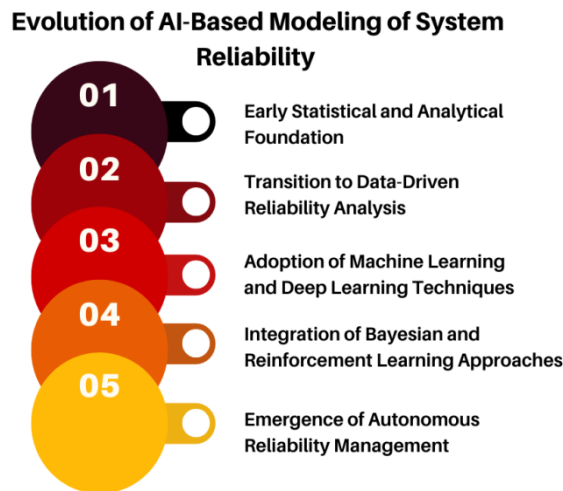 Evolution of AI-Based Modeling of System
Reliability
01
Early Statistical and Analytical
Foundation
02
Transition to Data-Driven
Reliability Analysis
03
Adoption of Machine Learning
and Deep Learning Techniques
04
Integration of Bayesian and
Reinforcement Learning Approaches
05
Emergence of Autonomous
Reliability Management